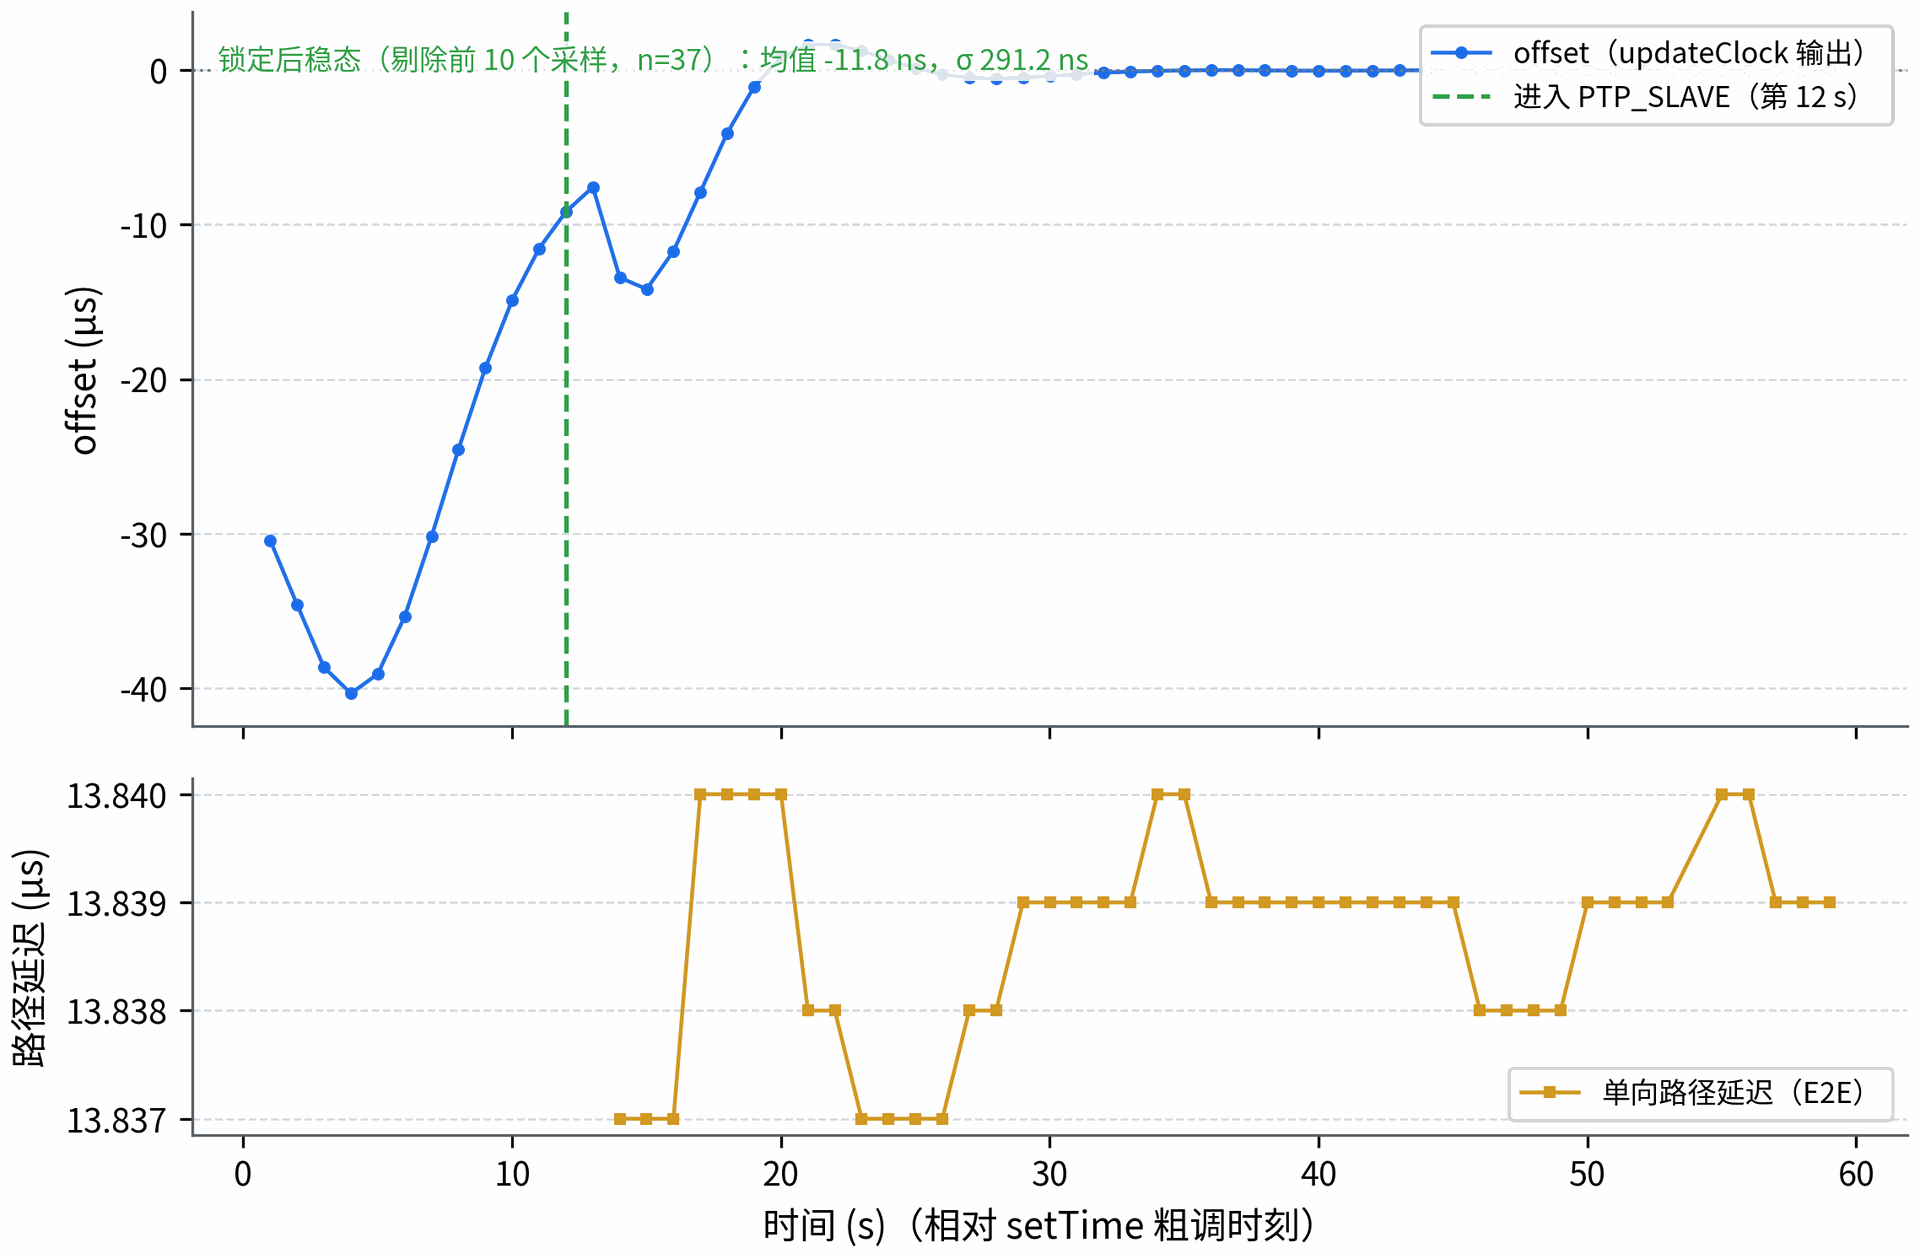 锁定后稳态（剔除前 10 个采样，n=37）：均值 -11.8 ns，σ 291.2 ns
offset（updateClock 输出）
进入 PTP_SLAVE（第 12 s）
0
-10
-20
-30
-40
offset (µs)
13.840
13.839
13.838
13.837
路径延迟 (µs)
单向路径延迟（E2E）
0 10 20 30 40 50 60
时间 (s)（相对 setTime 粗调时刻）